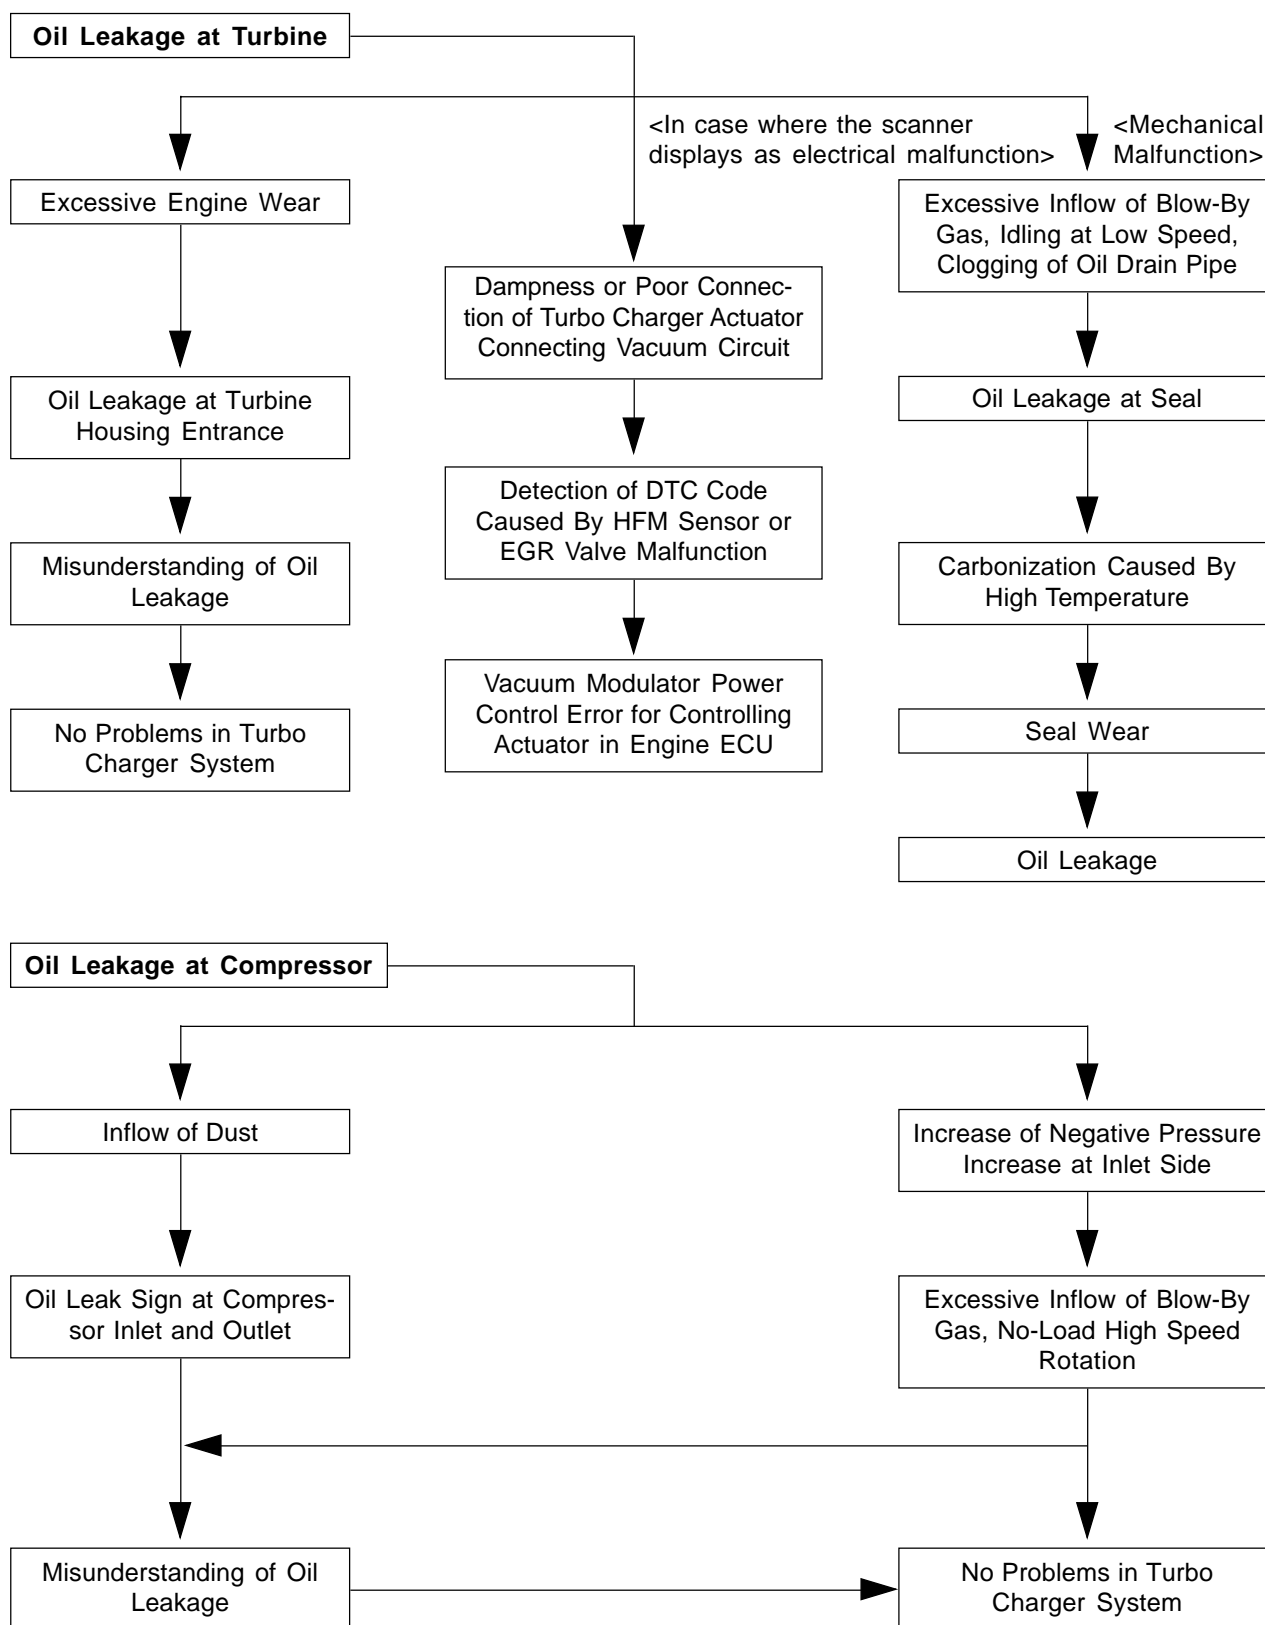 Oil Leakage at Turbine
<In case where the scanner
displays as electrical malfunction>
<Mechanical
Malfunction>
Excessive Engine Wear
Oil Leakage at Turbine
Housing Entrance
Misunderstanding of Oil
Leakage
No Problems in Turbo
Charger System
Dampness or Poor Connec-
tion of Turbo Charger Actuator
Connecting Vacuum Circuit
Detection of DTC Code
Caused By HFM Sensor or
EGR Valve Malfunction
Vacuum Modulator Power
Control Error for Controlling
Actuator in Engine ECU
Excessive Inflow of Blow-By
Gas, Idling at Low Speed,
Clogging of Oil Drain Pipe
Oil Leakage at Seal
Carbonization Caused By
High Temperature
Seal Wear
Oil Leakage
Oil Leakage at Compressor
Inflow of Dust
Oil Leak Sign at Compres-
sor Inlet and Outlet
Misunderstanding of Oil
Leakage
Increase of Negative Pressure
Increase at Inlet Side
Excessive Inflow of Blow-By
Gas, No-Load High Speed
Rotation
No Problems in Turbo
Charger System